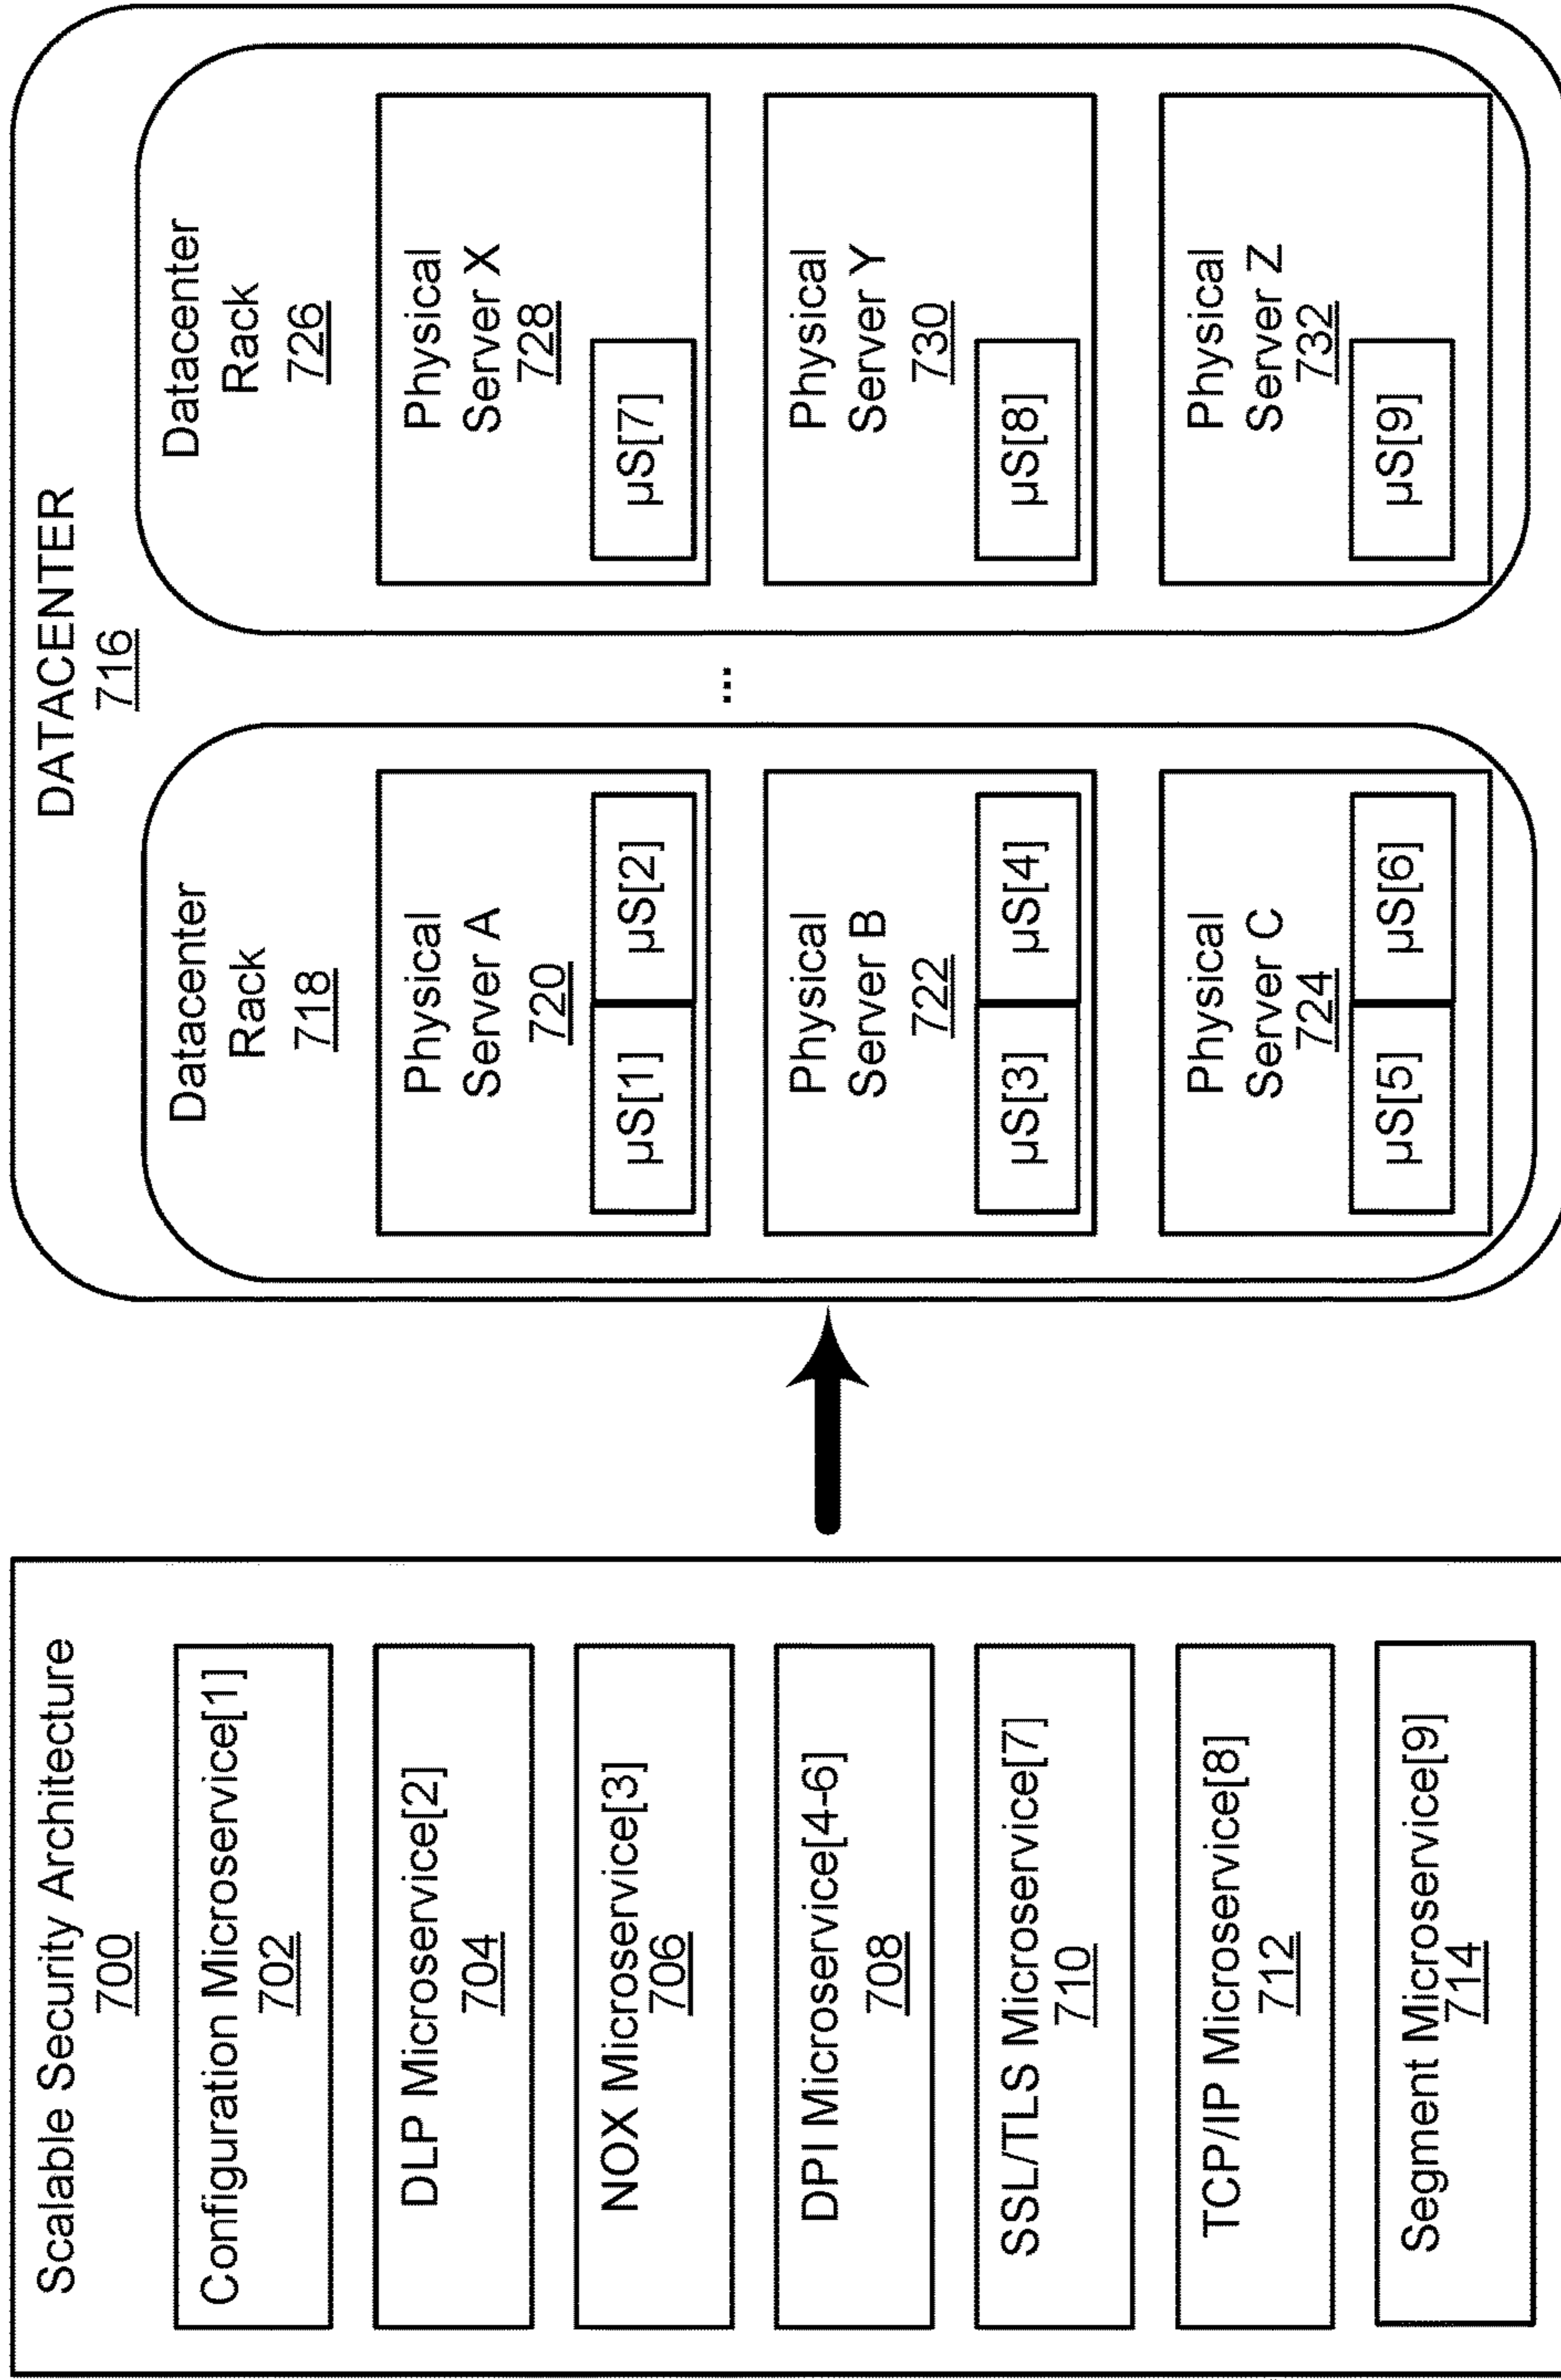 Scalable Security Architecture
700
Configuration Microservice[1]
702
DLP Microservice[2]
704
NOX Microservice[3]
706
DPI Microservice[4-6]
708
SSL/TLS Microservice[7]
710
TCP/IP Microservice[8]
712
Segment Microservice[9]
714
DATACENTER
716
Datacenter
Rack
718
Physical
Server A
720
µS[1]
µS[2]
Physical
Server B
722
µS[3]
µS[4]
Physical
Server C
724
µS[5]
µS[6]
...
Datacenter
Rack
726
Physical
Server X
728
µS[7]
Physical
Server Y
730
µS[8]
Physical
Server Z
732
µS[9]